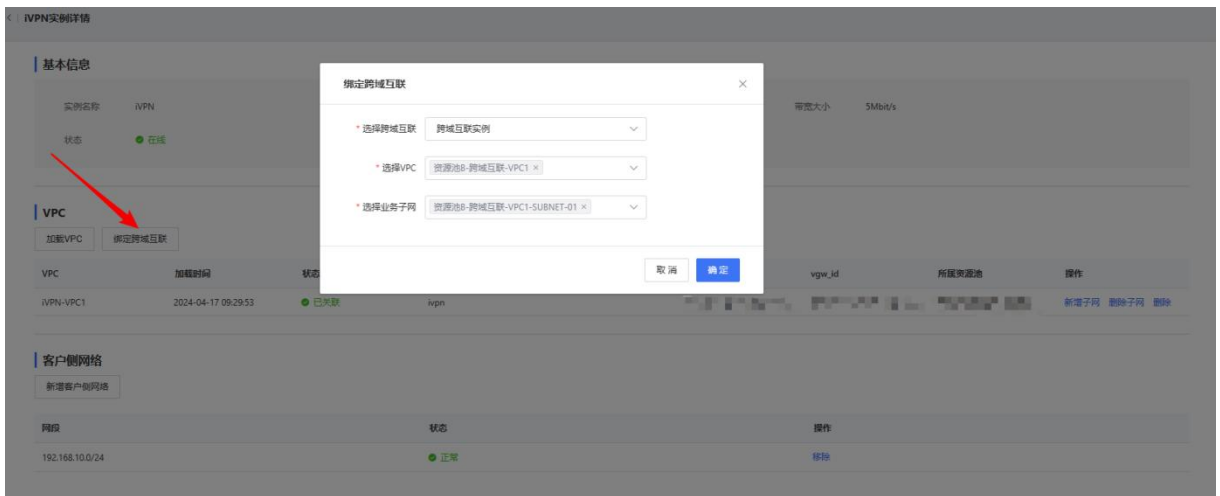 iVPN实例详情
基本信息
实例名称 iVPN
带宽大小 5Mbit/s
状态 在线
绑定跨域互联
* 选择跨域互联 跨域互联实例
* 选择VPC 资源池B-跨域互联-VPC1 ×
* 选择业务子网 资源池B-跨域互联-VPC1-SUBNET-01 ×
取消 确定
VPC
加载VPC 绑定跨域互联
VPC 加载时间 状态 vgw_id 所属资源池 操作
iVPN-VPC1 2024-04-17 09:29:53 已关联 ivpn 新增子网 删除子网 删除
客户侧网络
新增客户侧网络
网段 状态 操作
192.168.10.0/24 正常 移除